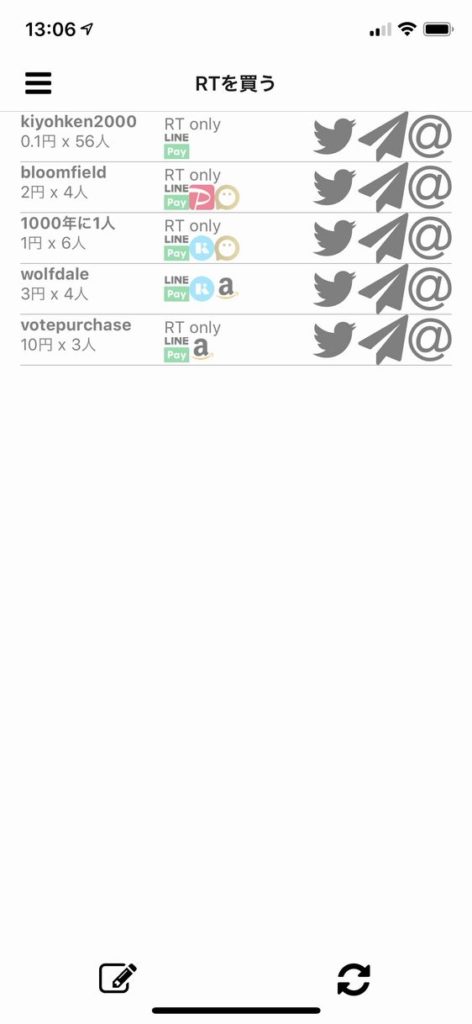 13:06
RTを買う
kiyohken2000
RT only
0.1円 x 56人
LINE
Pay
bloomfield
RT only
2円 x 4人
LINE
Pay
1000年に1人
RT only
1円 x 6人
LINE
Pay
wolfdale
3円 x 4人
LINE
Pay
votepurchase
RT only
10円 x 3人
LINE
Pay